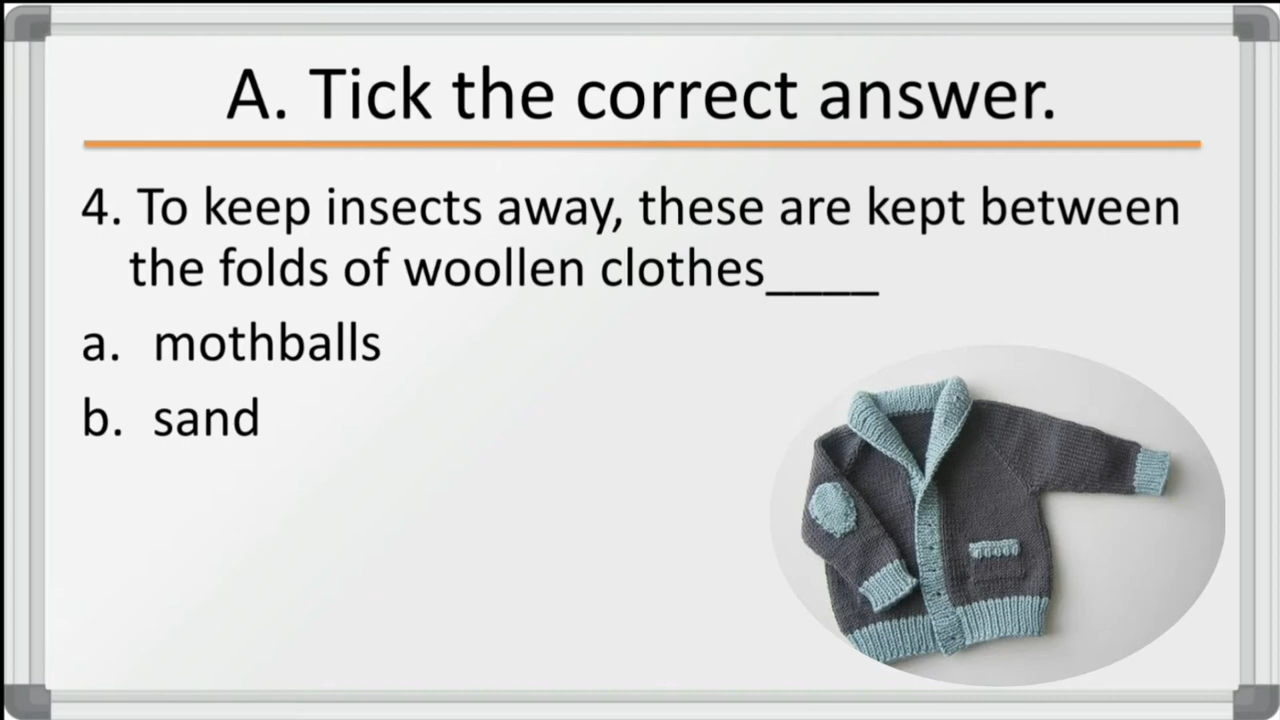 A. Tick the correct answer.
4. To keep insects away, these are kept between
the folds of woollen clothes____
a. mothballs
b. sand